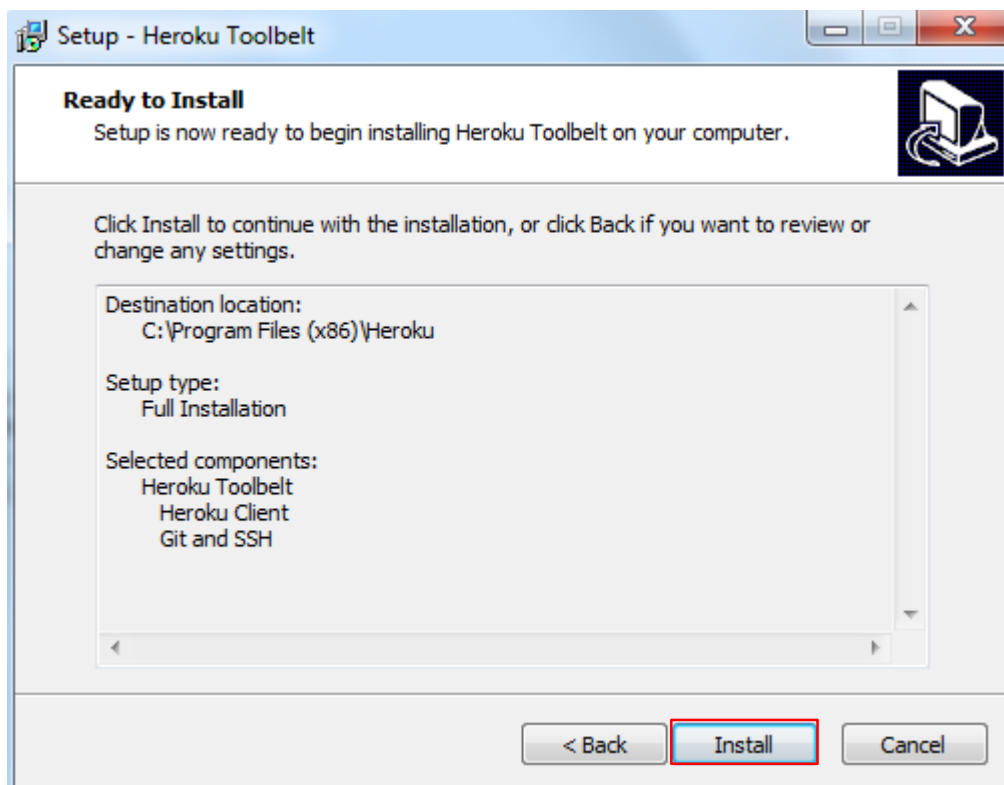 Setup - Heroku Toolbelt
Ready to Install
Setup is now ready to begin installing Heroku Toolbelt on your computer.
Click Install to continue with the installation, or click Back if you want to review or
change any settings.
Destination location:
C:\Program Files (x86)\Heroku
Setup type:
Full Installation
Selected components:
Heroku Toolbelt
Heroku Client
Git and SSH
< Back Install Cancel